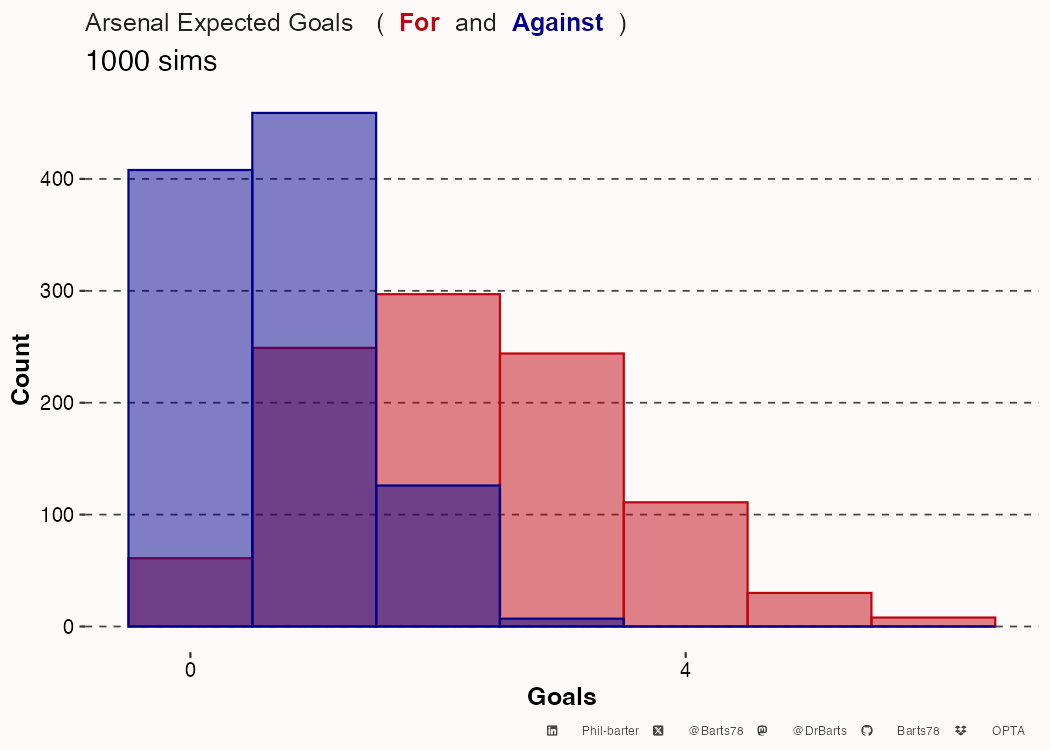 Arsenal Expected Goals ( For and Against )
1000 sims
Count
400
300
200
100
0
0 4
Goals
Phil-barter @Barts78 @DrBarts Barts78 OPTA